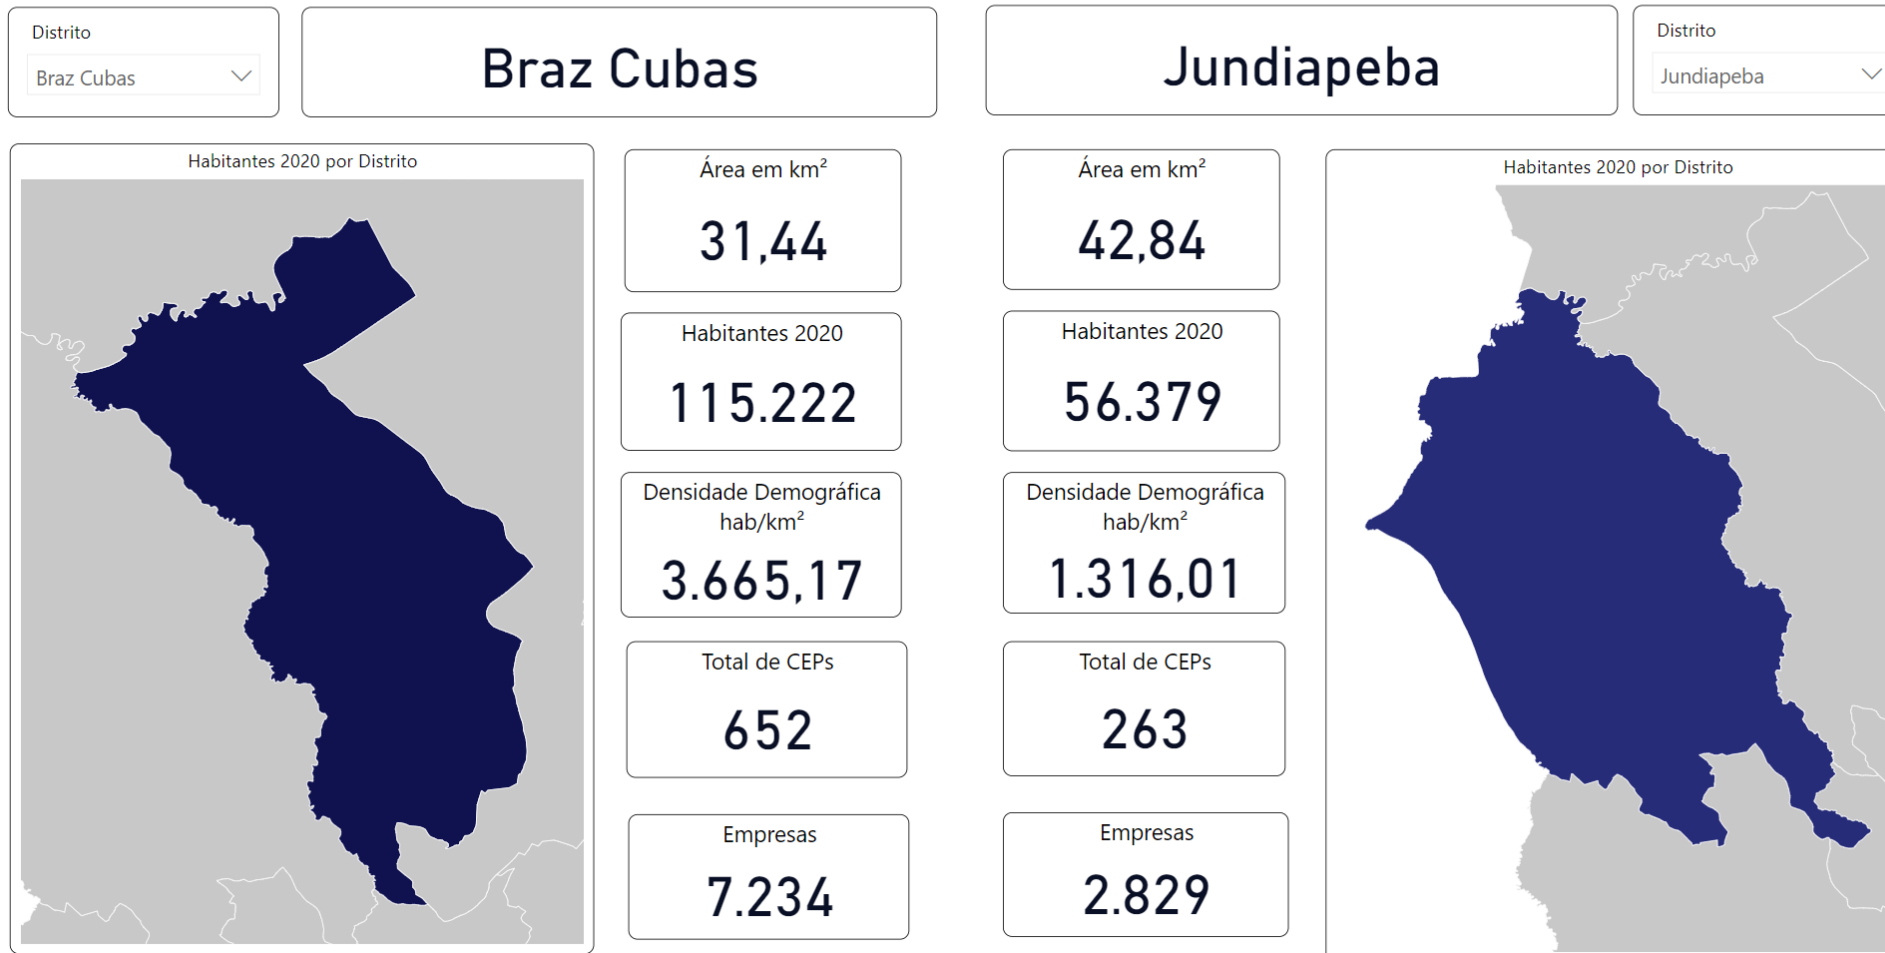 Distrito
Braz Cubas
Braz Cubas
Jundiapeba
Distrito
Jundiapeba
Habitantes 2020 por Distrito
Área em km²
31,44
Habitantes 2020
115.222
Densidade Demográfica
hab/km²
3.665,17
Total de CEPs
652
Empresas
7.234
Área em km²
42,84
Habitantes 2020
56.379
Densidade Demográfica
hab/km²
1.316,01
Total de CEPs
263
Empresas
2.829
Habitantes 2020 por Distrito